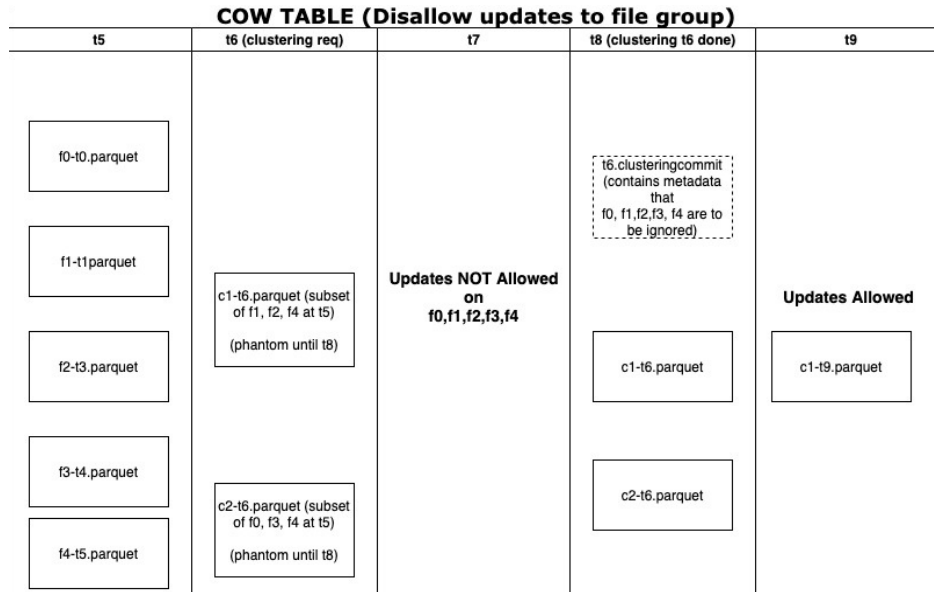 COW TABLE (Disallow updates to file group)
t5
t6 (clustering req)
t7
t8 (clustering t6 done)
t9
f0-t0.parquet
f1-t1parquet
f2-t3.parquet
f3-t4.parquet
f4-t5.parquet
c1-t6.parquet (subset
of f1, f2, f4 at t5)
(phantom until t8)
c2-t6.parquet (subset
of f0, f3, f4 at t5)
(phantom until t8)
Updates NOT Allowed
on
f0,f1,f2,f3,f4
t6.clusteringcommit
(contains metadata
that
f0, f1,f2,f3, f4 are to
be ignored)
c1-t6.parquet
c2-t6.parquet
Updates Allowed
c1-t9.parquet